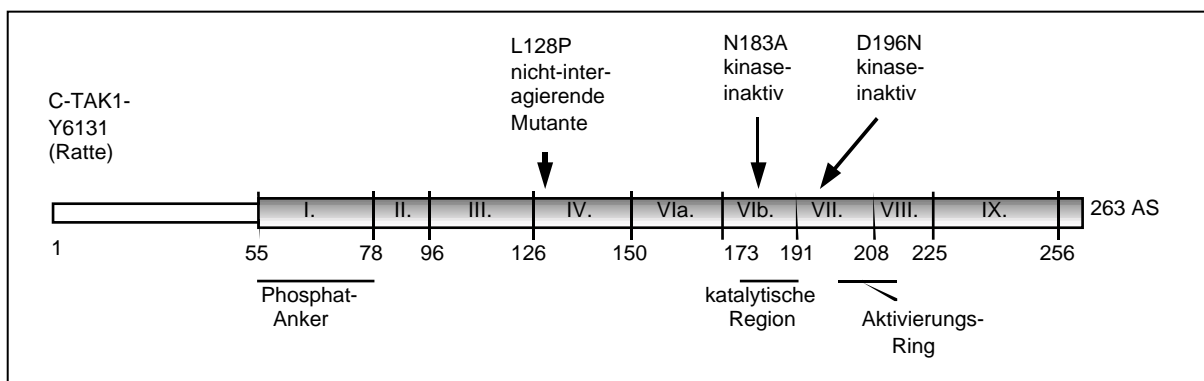 L128P
nicht-inter-
agierende
Mutante
N183A
kinase-
inaktiv
D196N
kinase-
inaktiv
C-TAK1-
Y6131
(Ratte)
I. II. III. IV. VIa. VIb. VII. VIII. IX.
263 AS
1 55 78 96 126 150 173 191 208 225 256
Phosphat-
Anker
katalytische
Region
Aktivierungs-
Ring